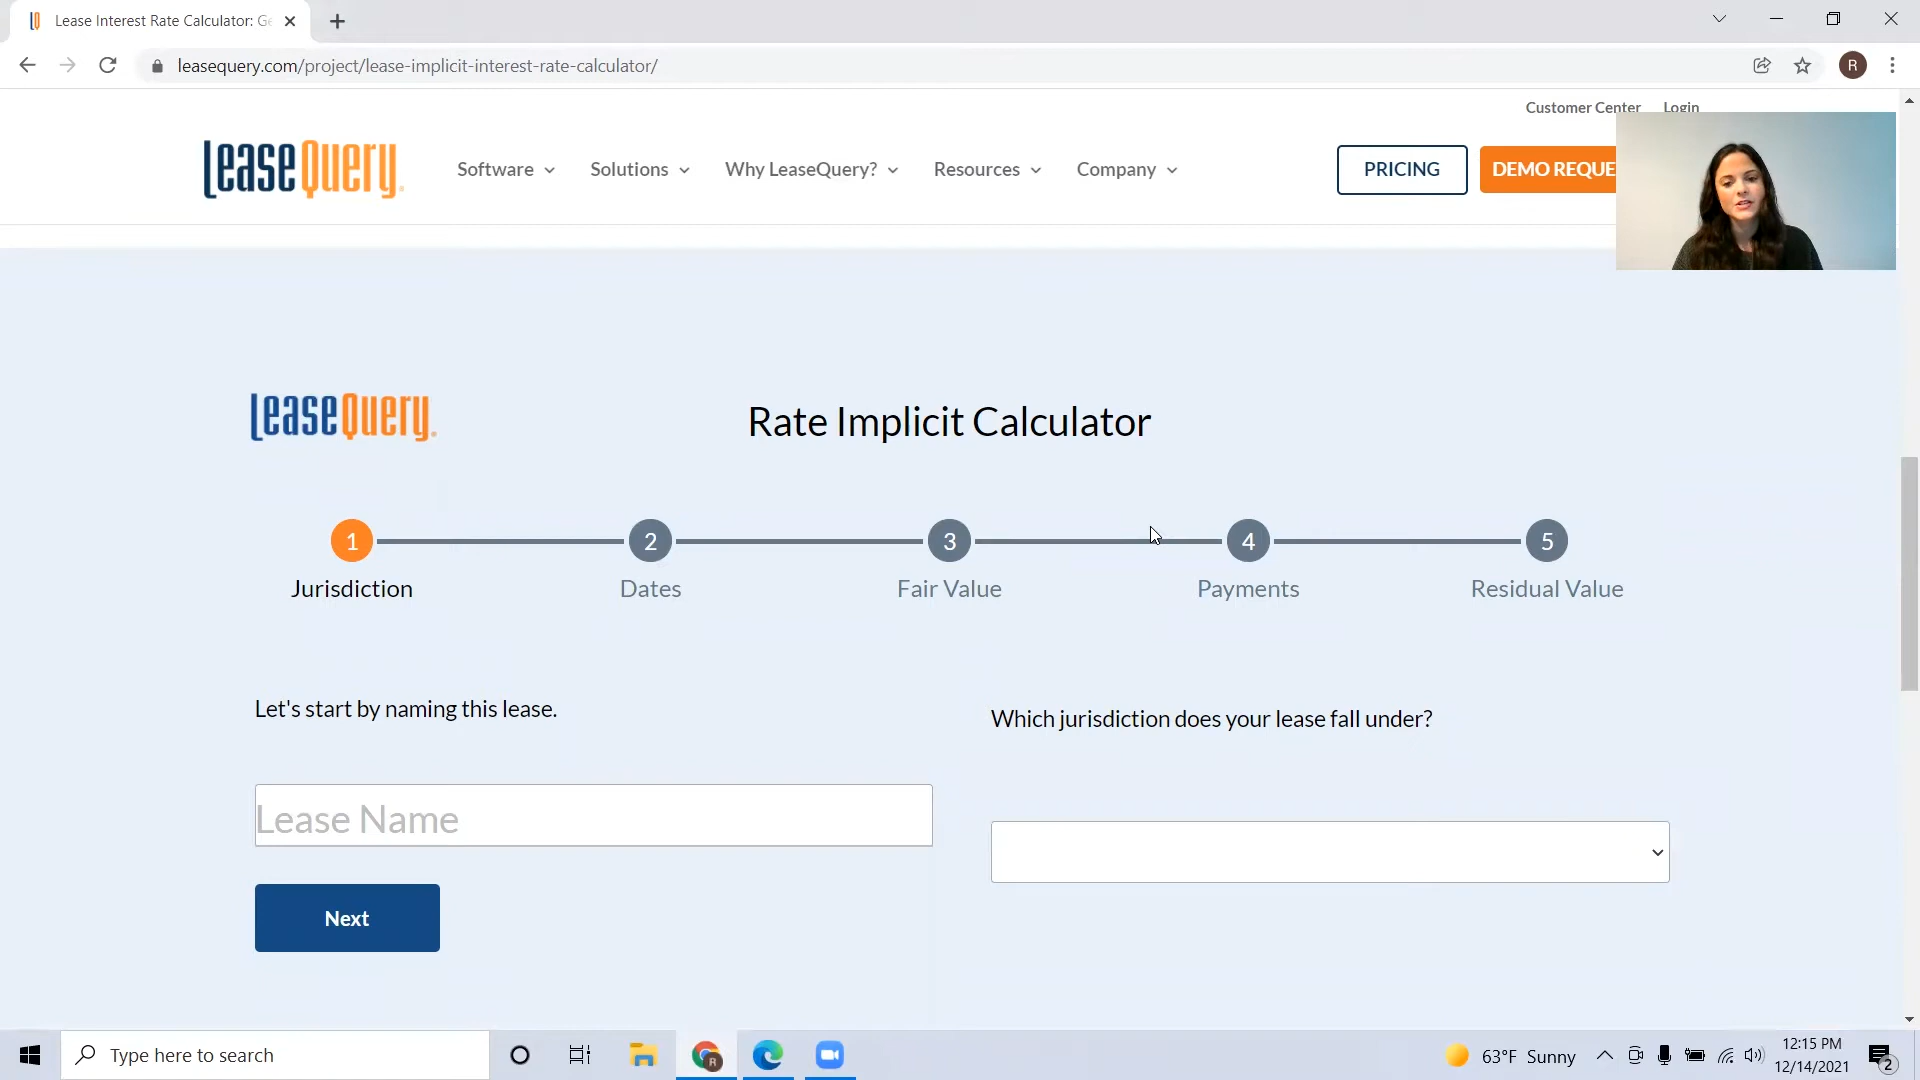 Lease Interest Rate Calculator: Ge
leasequery.com/project/lease-implicit-interest-rate-calculator/
R
Customer Center Login
LeaseQuery.
Software Solutions Why LeaseQuery? Resources Company
PRICING
DEMO REQUE
LeaseQuery.
Rate Implicit Calculator
1 2 3 4 5
Jurisdiction Dates Fair Value Payments Residual Value
Let's start by naming this lease.
Which jurisdiction does your lease fall under?
Lease Name
Next
Type here to search
R
63°F Sunny
12:15 PM
12/14/2021
2